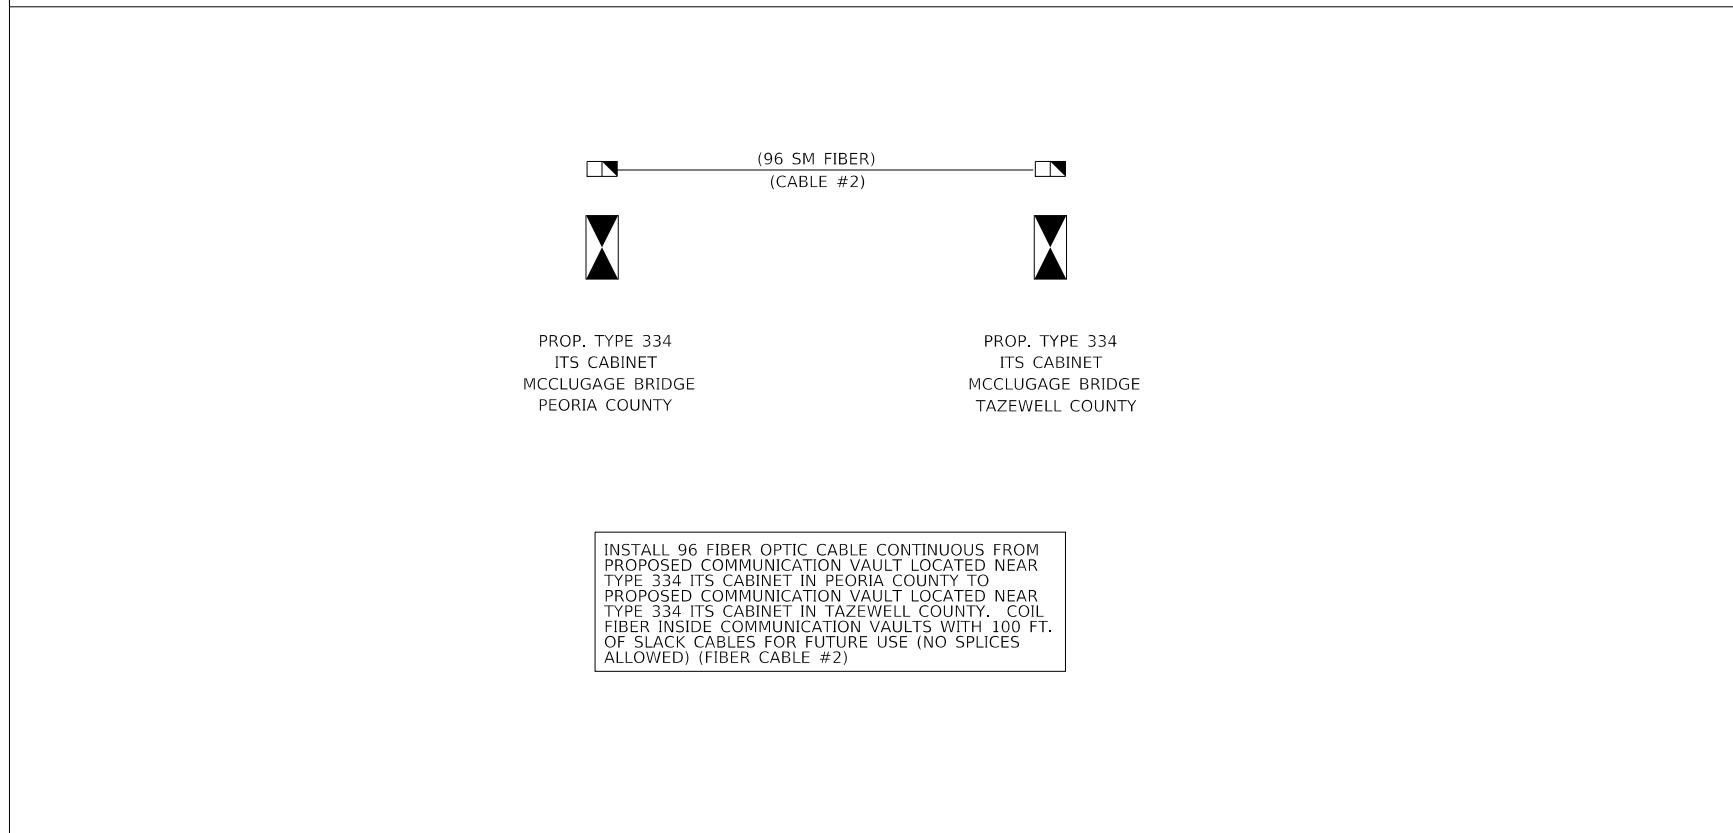 (96 SM FIBER)
(CABLE #2)
PROP. TYPE 334
ITS CABINET
MCCLUGAGE BRIDGE
PEORIA COUNTY
PROP. TYPE 334
ITS CABINET
MCCLUGAGE BRIDGE
TAZEWELL COUNTY
INSTALL 96 FIBER OPTIC CABLE CONTINUOUS FROM
PROPOSED COMMUNICATION VAULT LOCATED NEAR
TYPE 334 ITS CABINET IN PEORIA COUNTY TO
PROPOSED COMMUNICATION VAULT LOCATED NEAR
TYPE 334 ITS CABINET IN TAZEWELL COUNTY.  COIL
FIBER INSIDE COMMUNICATION VAULTS WITH 100 FT.
OF SLACK CABLES FOR FUTURE USE (NO SPLICES
ALLOWED) (FIBER CABLE #2)